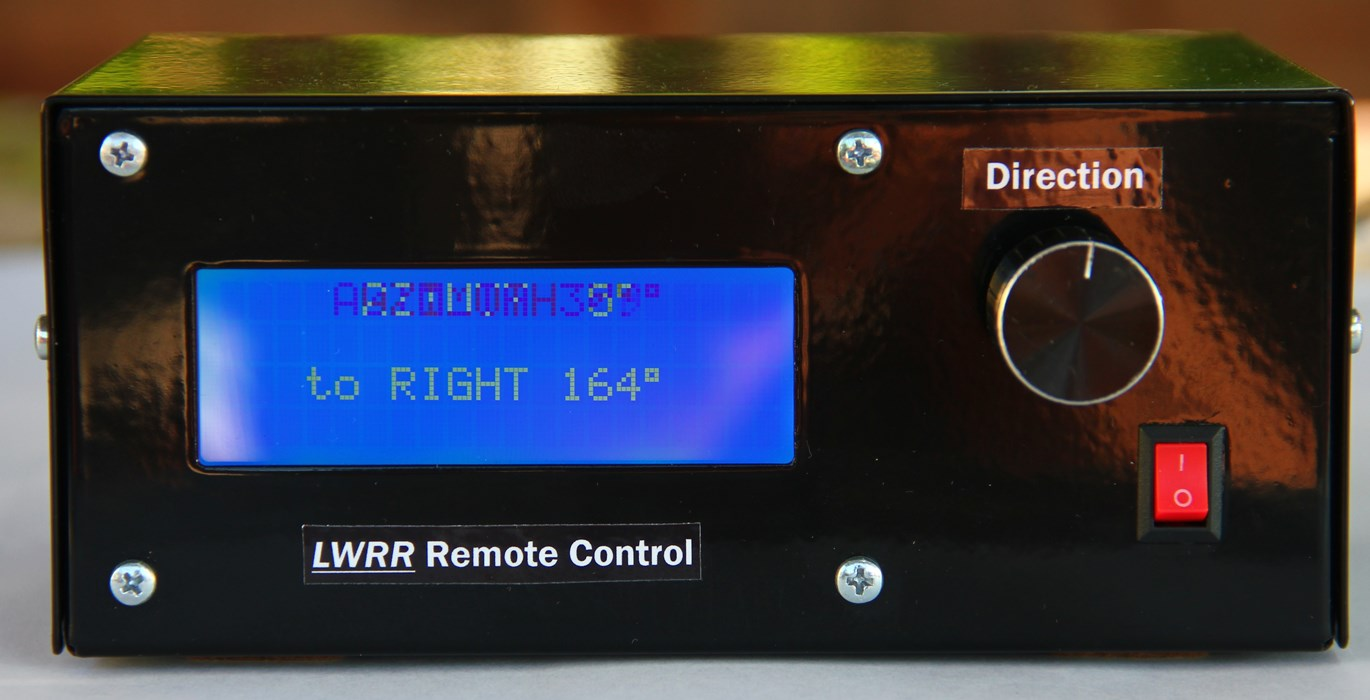 Direction
to RIGHT 164°
I
O
LWRR Remote Control